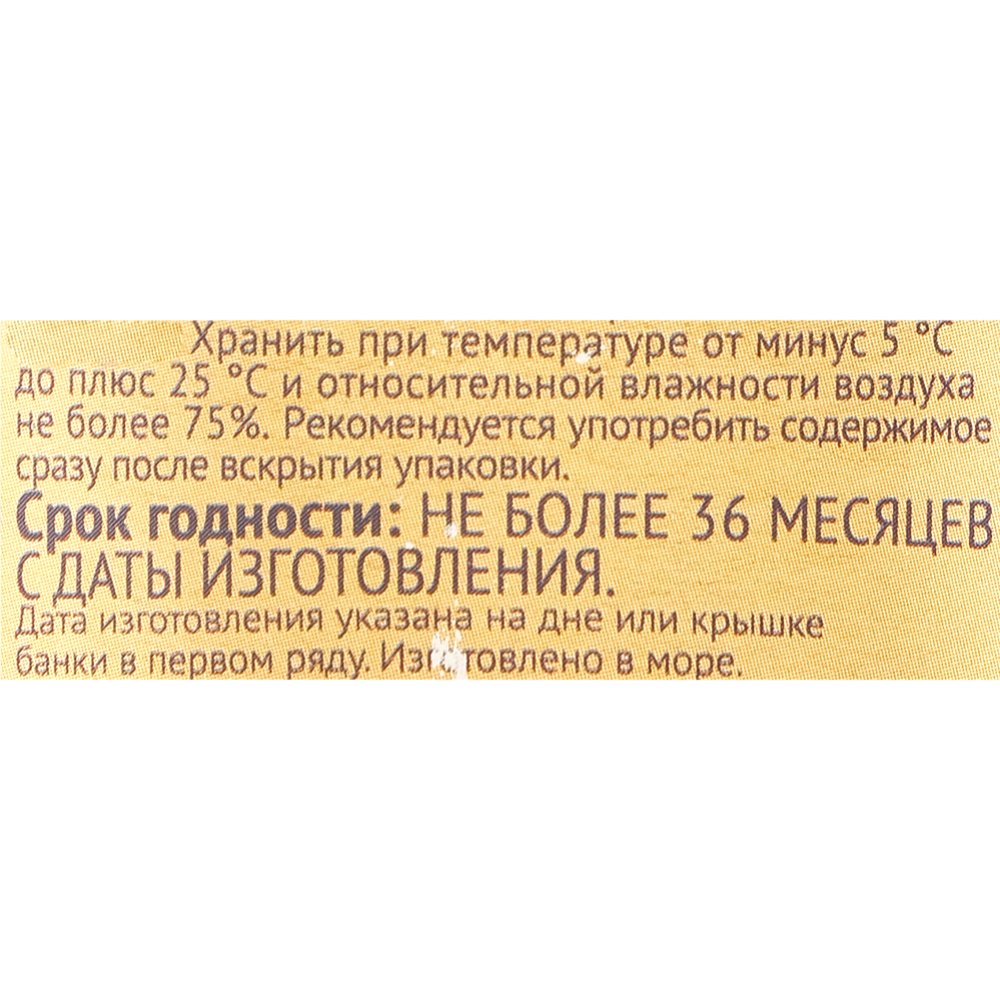 Хранить при температуре от минус 5 °С
до плюс 25 °С и относительной влажности воздуха
не более 75%. Рекомендуется употребить содержимое
сразу после вскрытия упаковки.
Срок годности: НЕ БОЛЕЕ 36 МЕСЯЦЕВ
С ДАТЫ ИЗГОТОВЛЕНИЯ.
Дата изготовления указана на дне или крышке
банки в первом ряду. Изготовлено в море.